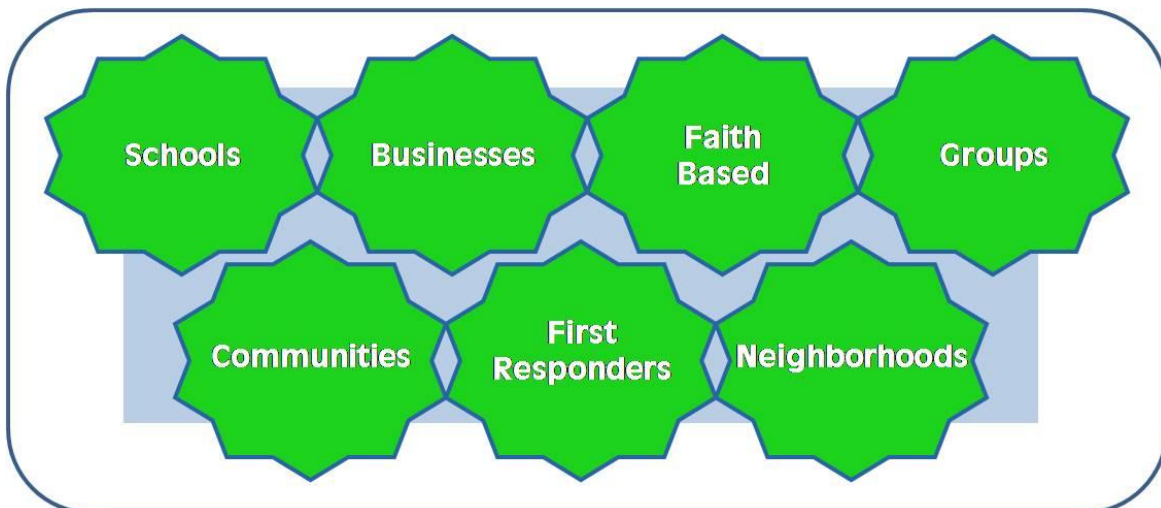 Schools
Businesses
Faith
Based
Groups
Communities
First
Responders
Neighborhoods